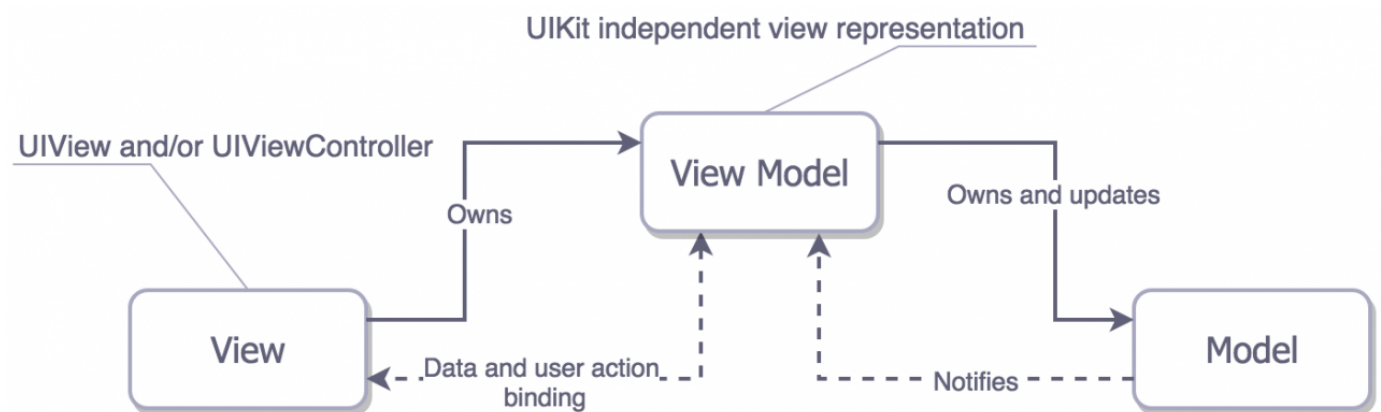 UIKit independent view representation
UIView and/or UIViewController
View Model
Owns
Owns and updates
View
Data and user action
binding
Notifies
Model